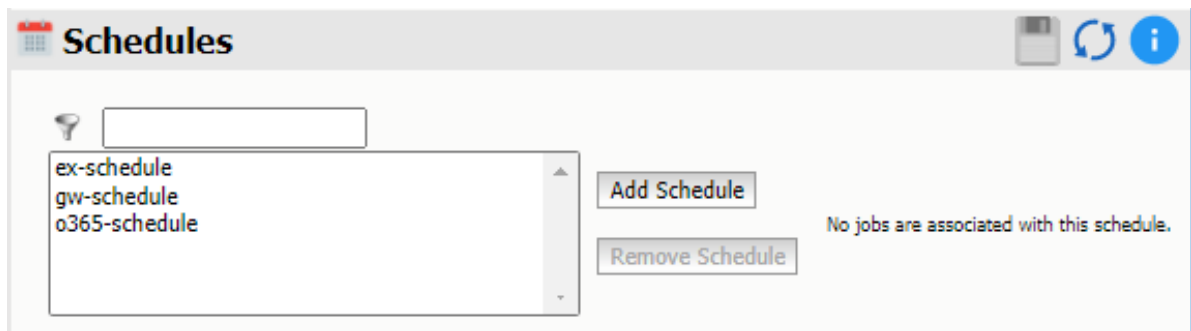 Schedules
ex-schedule
gw-schedule
o365-schedule
Add Schedule
Remove Schedule
No jobs are associated with this schedule.